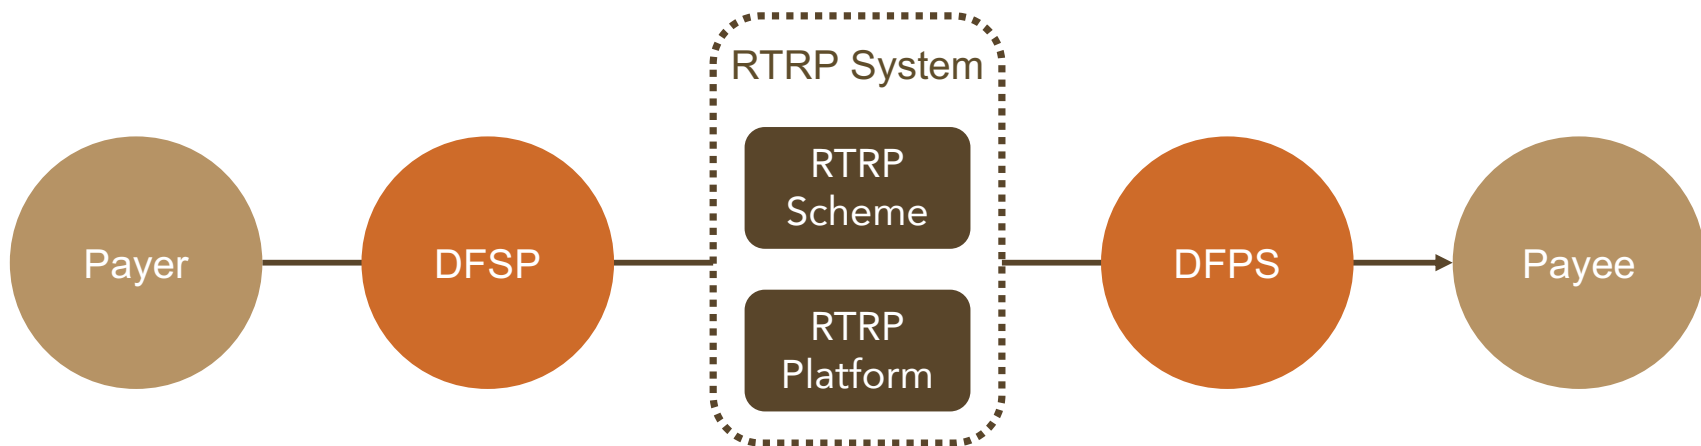 RTRP System
Payer
DFSP
RTRP
Scheme
RTRP
Platform
DFPS
Payee